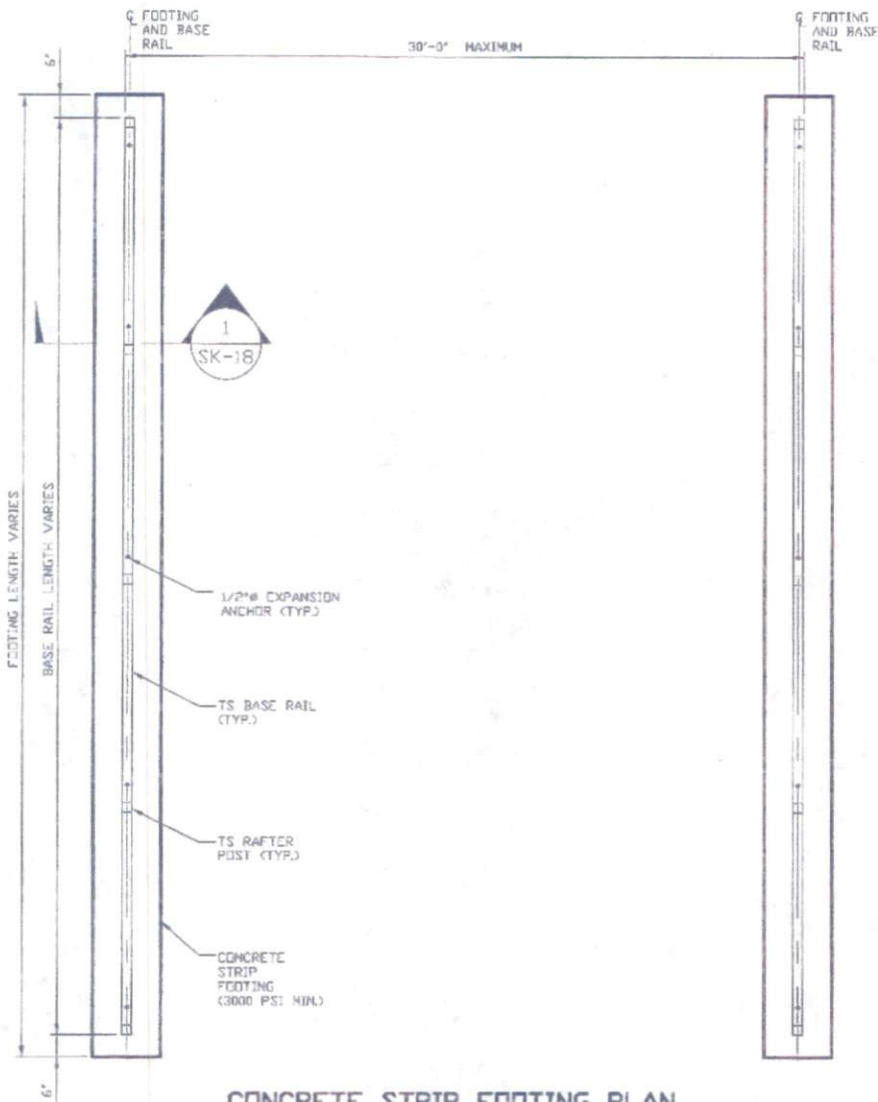 ℄ FOOTING
AND BASE
RAIL
℄ FOOTING
AND BASE
RAIL
30'-0" MAXIMUM
6"
1
SK-18
FOOTING LENGTH VARIES
BASE RAIL LENGTH VARIES
1/2"ø EXPANSION
ANCHOR (TYP.)
TS BASE RAIL
(TYP.)
TS RAFTER
POST (TYP.)
CONCRETE
STRIP
FOOTING
(3000 PSI MIN.)
6"
CONCRETE STRIP FOOTING PLAN